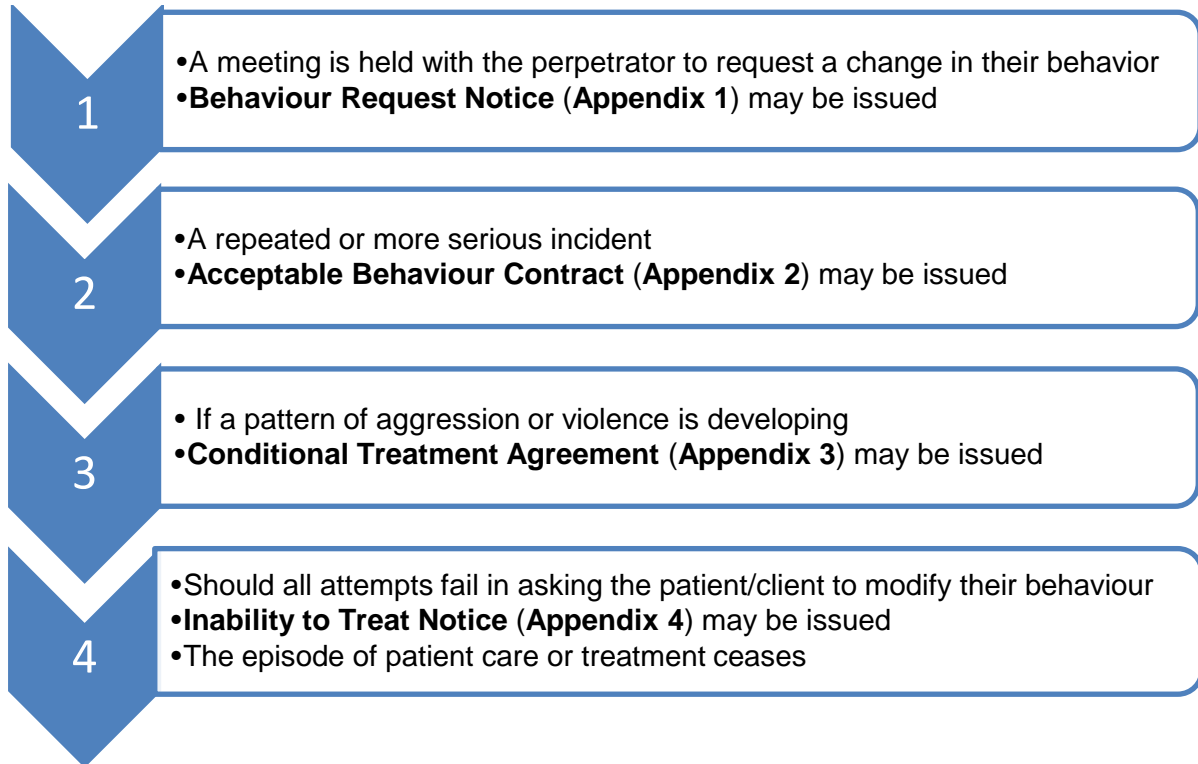 1
•A meeting is held with the perpetrator to request a change in their behavior
•Behaviour Request Notice (Appendix 1) may be issued
2
•A repeated or more serious incident
•Acceptable Behaviour Contract (Appendix 2) may be issued
3
• If a pattern of aggression or violence is developing
•Conditional Treatment Agreement (Appendix 3) may be issued
4
•Should all attempts fail in asking the patient/client to modify their behaviour
•Inability to Treat Notice (Appendix 4) may be issued
•The episode of patient care or treatment ceases